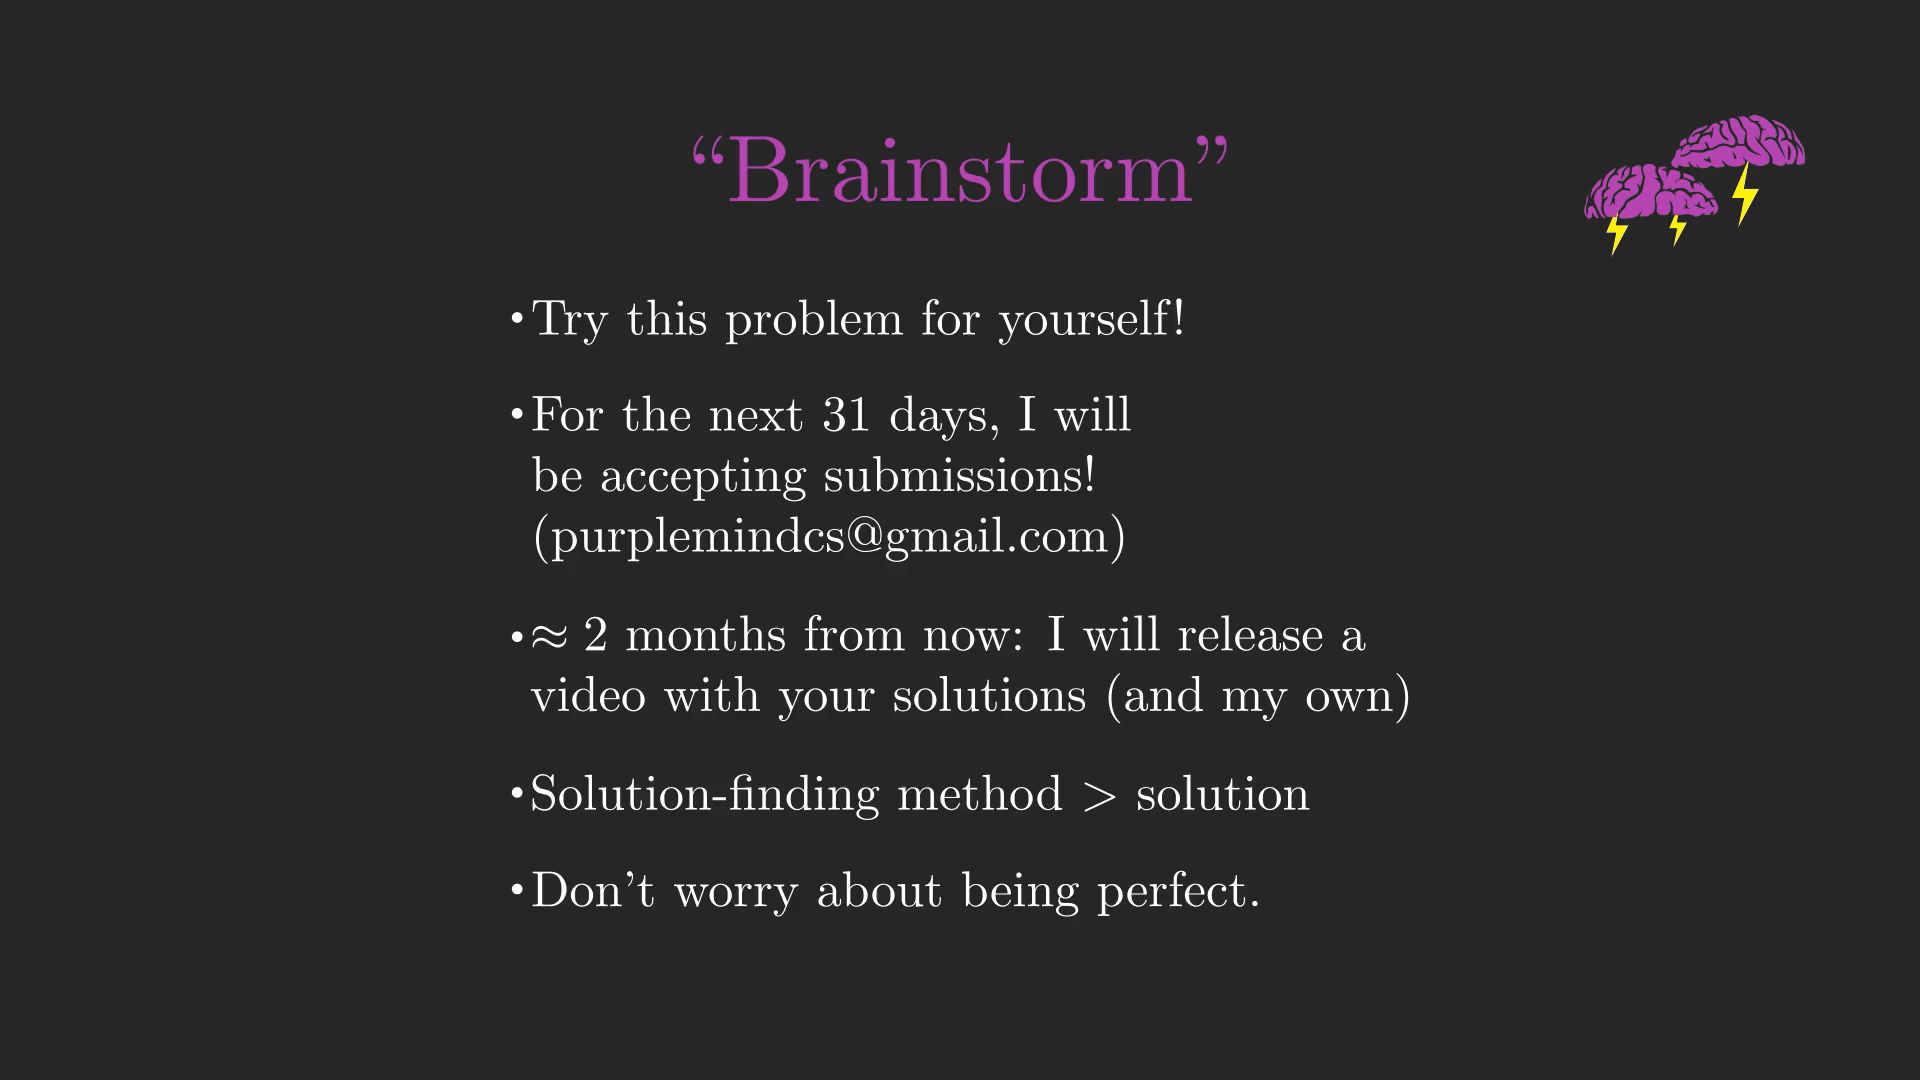 “Brainstorm”
•Try this problem for yourself!
•For the next 31 days, I will
be accepting submissions!
(purplemindcs@gmail.com)
•≈ 2 months from now: I will release a
video with your solutions (and my own)
•Solution-finding method > solution
•Don’t worry about being perfect.